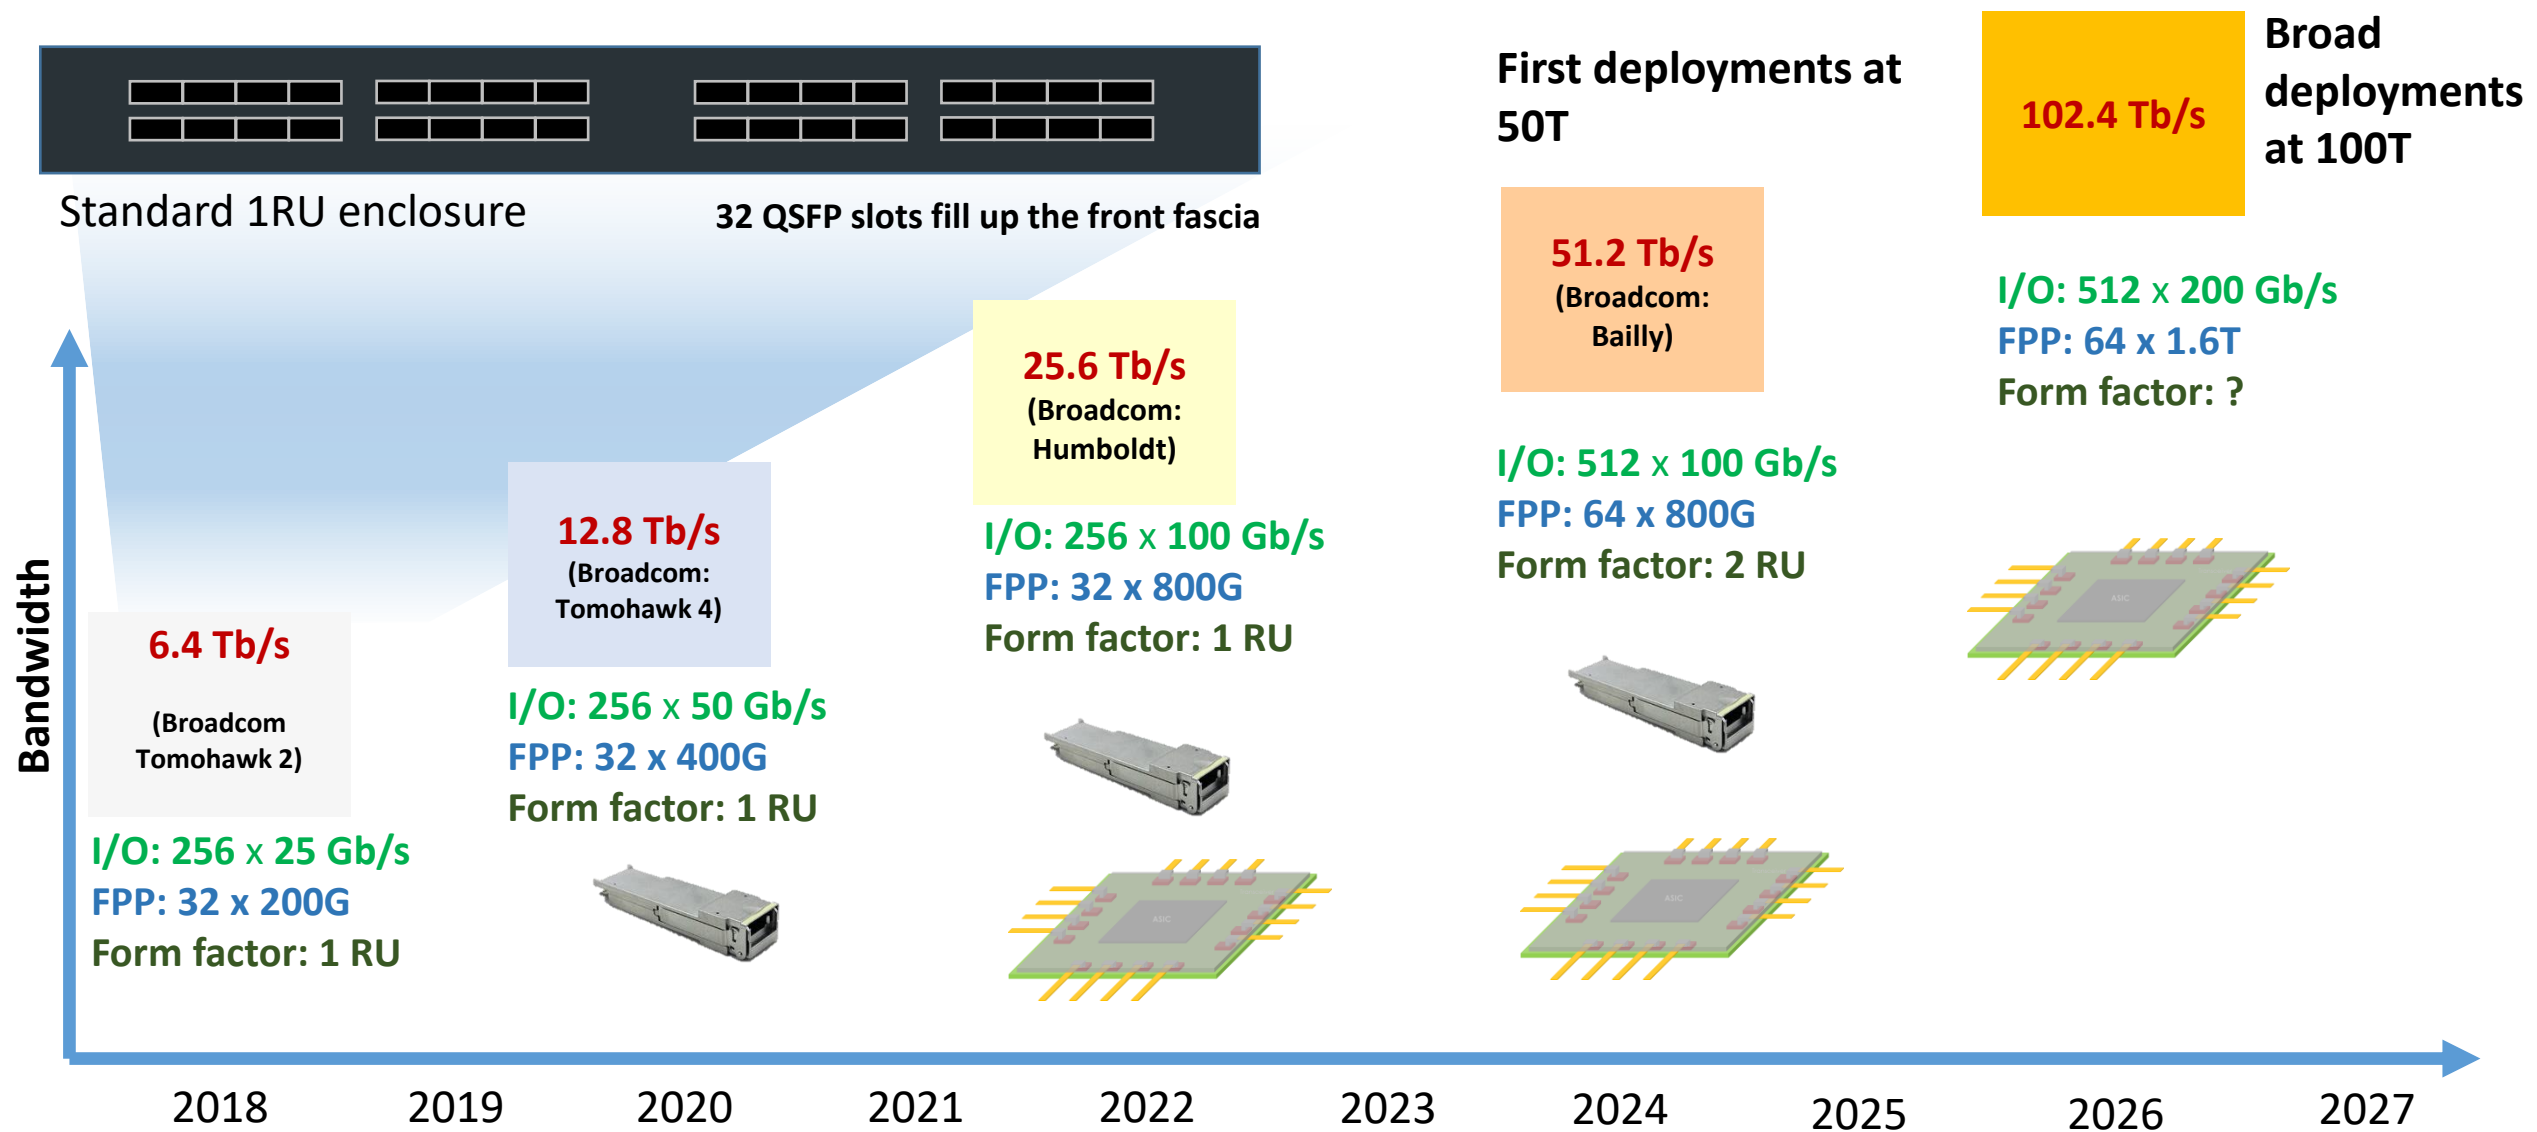 Standard 1RU enclosure
32 QSFP slots fill up the front fascia
First deployments at
50T
102.4 Tb/s
Broad
deployments
at 100T
Bandwidth
6.4 Tb/s
(Broadcom
Tomohawk 2)
I/O: 256 x 25 Gb/s
FPP: 32 x 200G
Form factor: 1 RU
12.8 Tb/s
(Broadcom:
Tomohawk 4)
I/O: 256 x 50 Gb/s
FPP: 32 x 400G
Form factor: 1 RU
25.6 Tb/s
(Broadcom:
Humboldt)
I/O: 256 x 100 Gb/s
FPP: 32 x 800G
Form factor: 1 RU
ASIC
51.2 Tb/s
(Broadcom:
Bailly)
I/O: 512 x 100 Gb/s
FPP: 64 x 800G
Form factor: 2 RU
ASIC
I/O: 512 x 200 Gb/s
FPP: 64 x 1.6T
Form factor: ?
ASIC
2018 2019 2020 2021 2022 2023 2024 2025 2026 2027